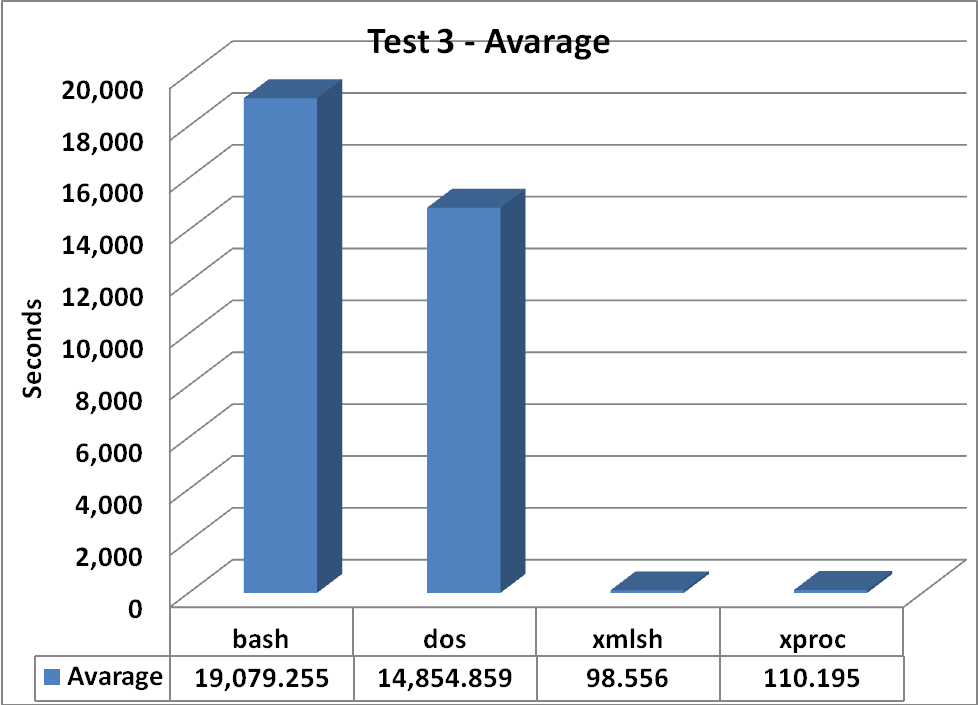 Test 3 - Avarage
20,000
18,000
16,000
14,000
12,000
10,000
8,000
6,000
4,000
2,000
0
Seconds
bash dos xmlsh xproc
Avarage 19,079.255 14,854.859 98.556 110.195